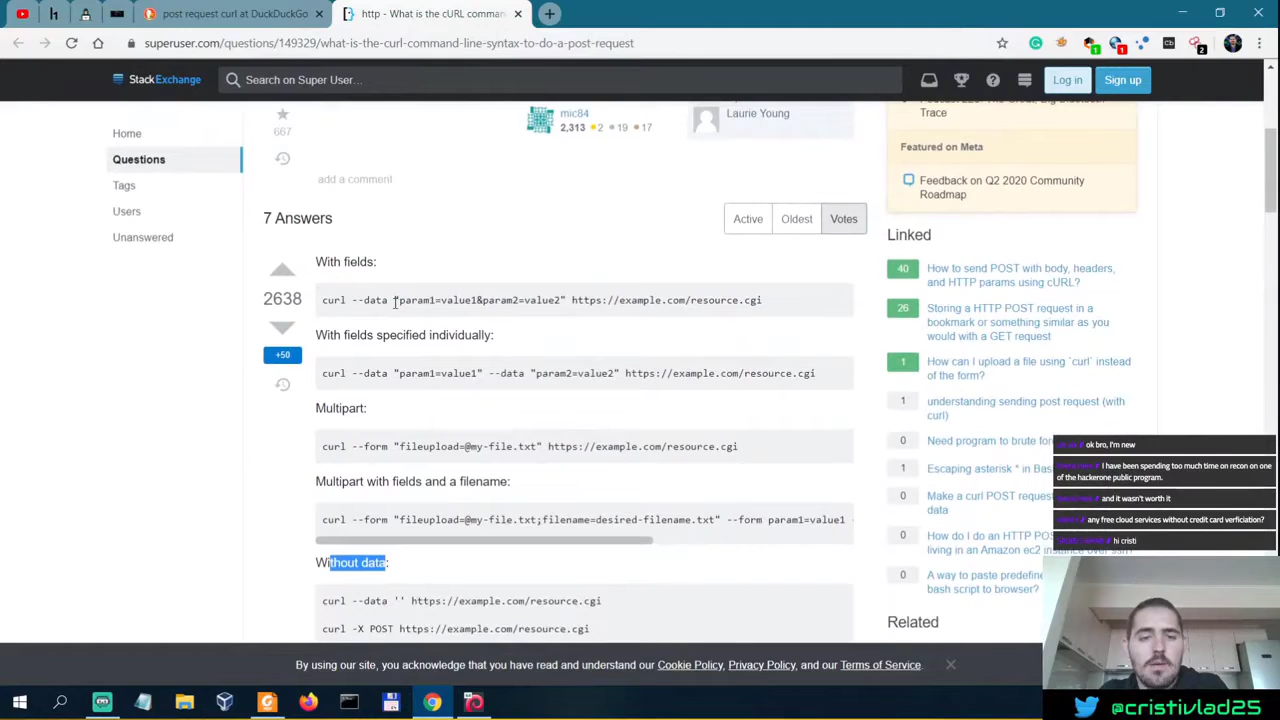 post request curl at DuckDuckGo
http - What is the cURL comman
superuser.com/questions/149329/what-is-the-curl-command-line-syntax-to-do-a-post-request
StackExchange
Search on Super User...
Log in
Sign up
667
add a comment
mic84
2,313 2 19 17
Laurie Young
Trace
Featured on Meta
Feedback on Q2 2020 Community
Roadmap
Home
Questions
Tags
Users
Unanswered
7 Answers
Active
Oldest
Votes
2638
+50
With fields:
curl --data "param1=value1&param2=value2" https://example.com/resource.cgi
With fields specified individually:
curl --data "param1=value1" --data "param2=value2" https://example.com/resource.cgi
Multipart:
curl --form "fileupload=@my-file.txt" https://example.com/resource.cgi
Multipart with fields and a filename:
curl --form "fileupload=@my-file.txt;filename=desired-filename.txt" --form param1=value1
Without data:
curl --data '' https://example.com/resource.cgi
curl -X POST https://example.com/resource.cgi
Linked
40
How to send POST with body, headers,
and HTTP params using cURL?
26
Storing a HTTP POST request in a
bookmark or something similar as you
would with a GET request
1
How can I upload a file using `curl` instead
of the form?
1
understanding sending post request (with
curl)
0
Need program to brute for
1
Escaping asterisk * in Bas
0
Make a curl POST request
data
0
How do I do an HTTP POS
living in an Amazon ec2 instance over ssh?
0
A way to paste predefine
bash script to browser?
Related
ok bro, I'm new
I have been spending too much time on recon on one
of the hackerone public program.
and it wasn't worth it
any free cloud services without credit card verficiation?
hi cristi
By using our site, you acknowledge that you have read and understand our Cookie Policy, Privacy Policy, and our Terms of Service.
@cristivlad25